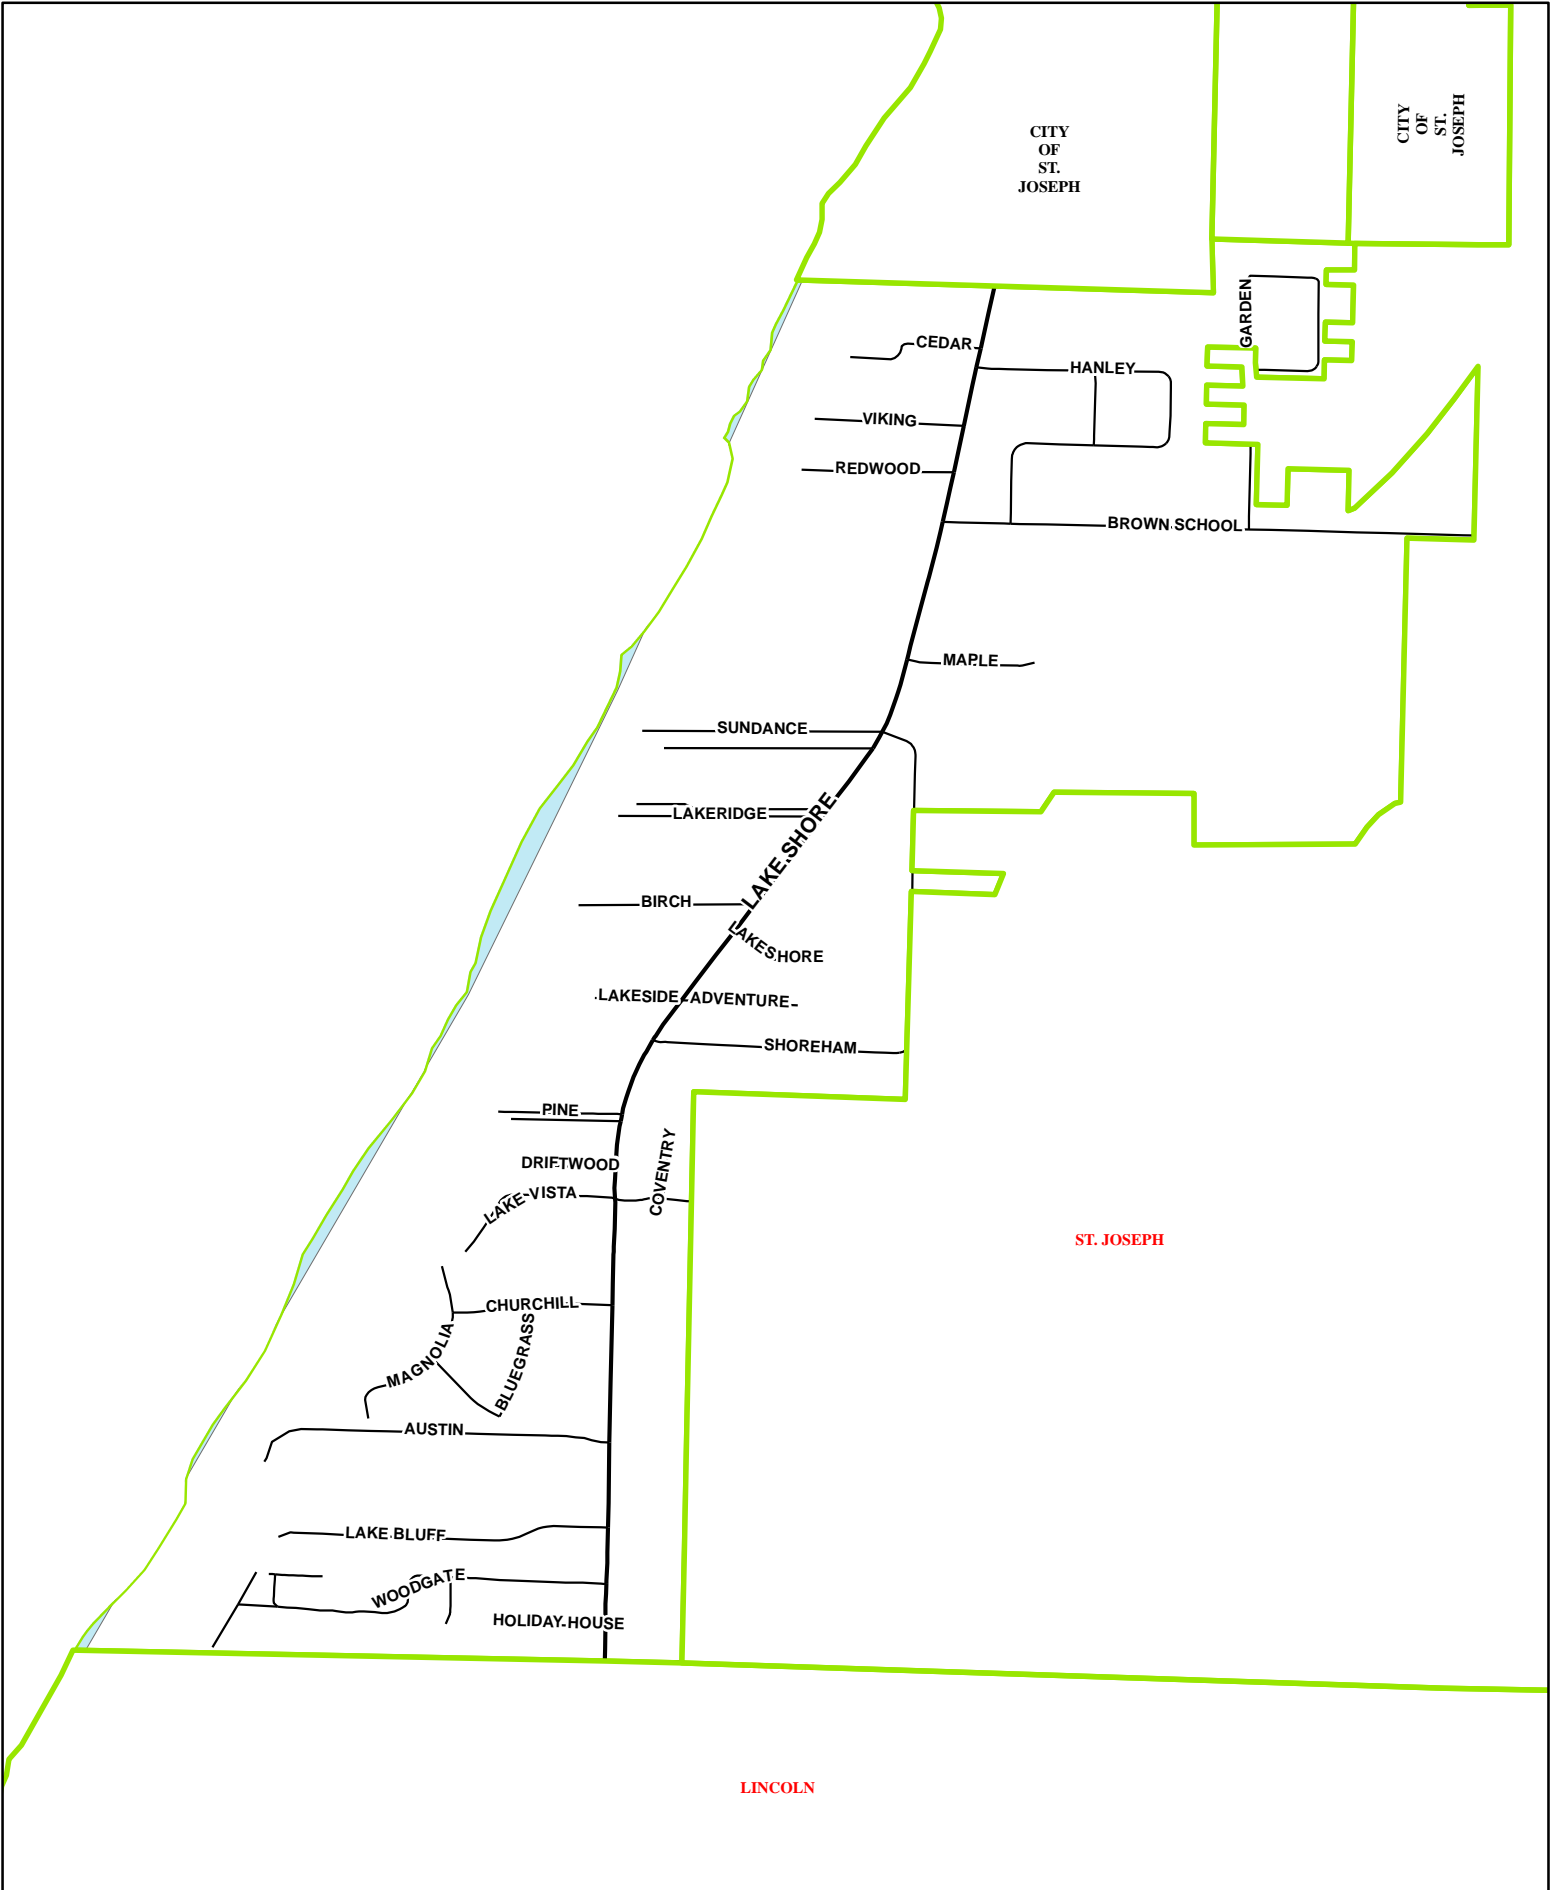 CITY
OF
ST.
JOSEPH
CITY
OF
ST.
JOSEPH
GARDEN
CEDAR
HANLEY
VIKING
REDWOOD
BROWN SCHOOL
MAPLE
SUNDANCE
LAKERIDGE
LAKE SHORE
BIRCH
LAKESHORE
LAKESIDE ADVENTURE
SHOREHAM
PINE
COVENTRY
DRIFTWOOD
LAKE VISTA
ST. JOSEPH
CHURCHILL
MAGNOLIA
BLUEGRASS
AUSTIN
LAKE BLUFF
WOODGATE
HOLIDAY HOUSE
LINCOLN